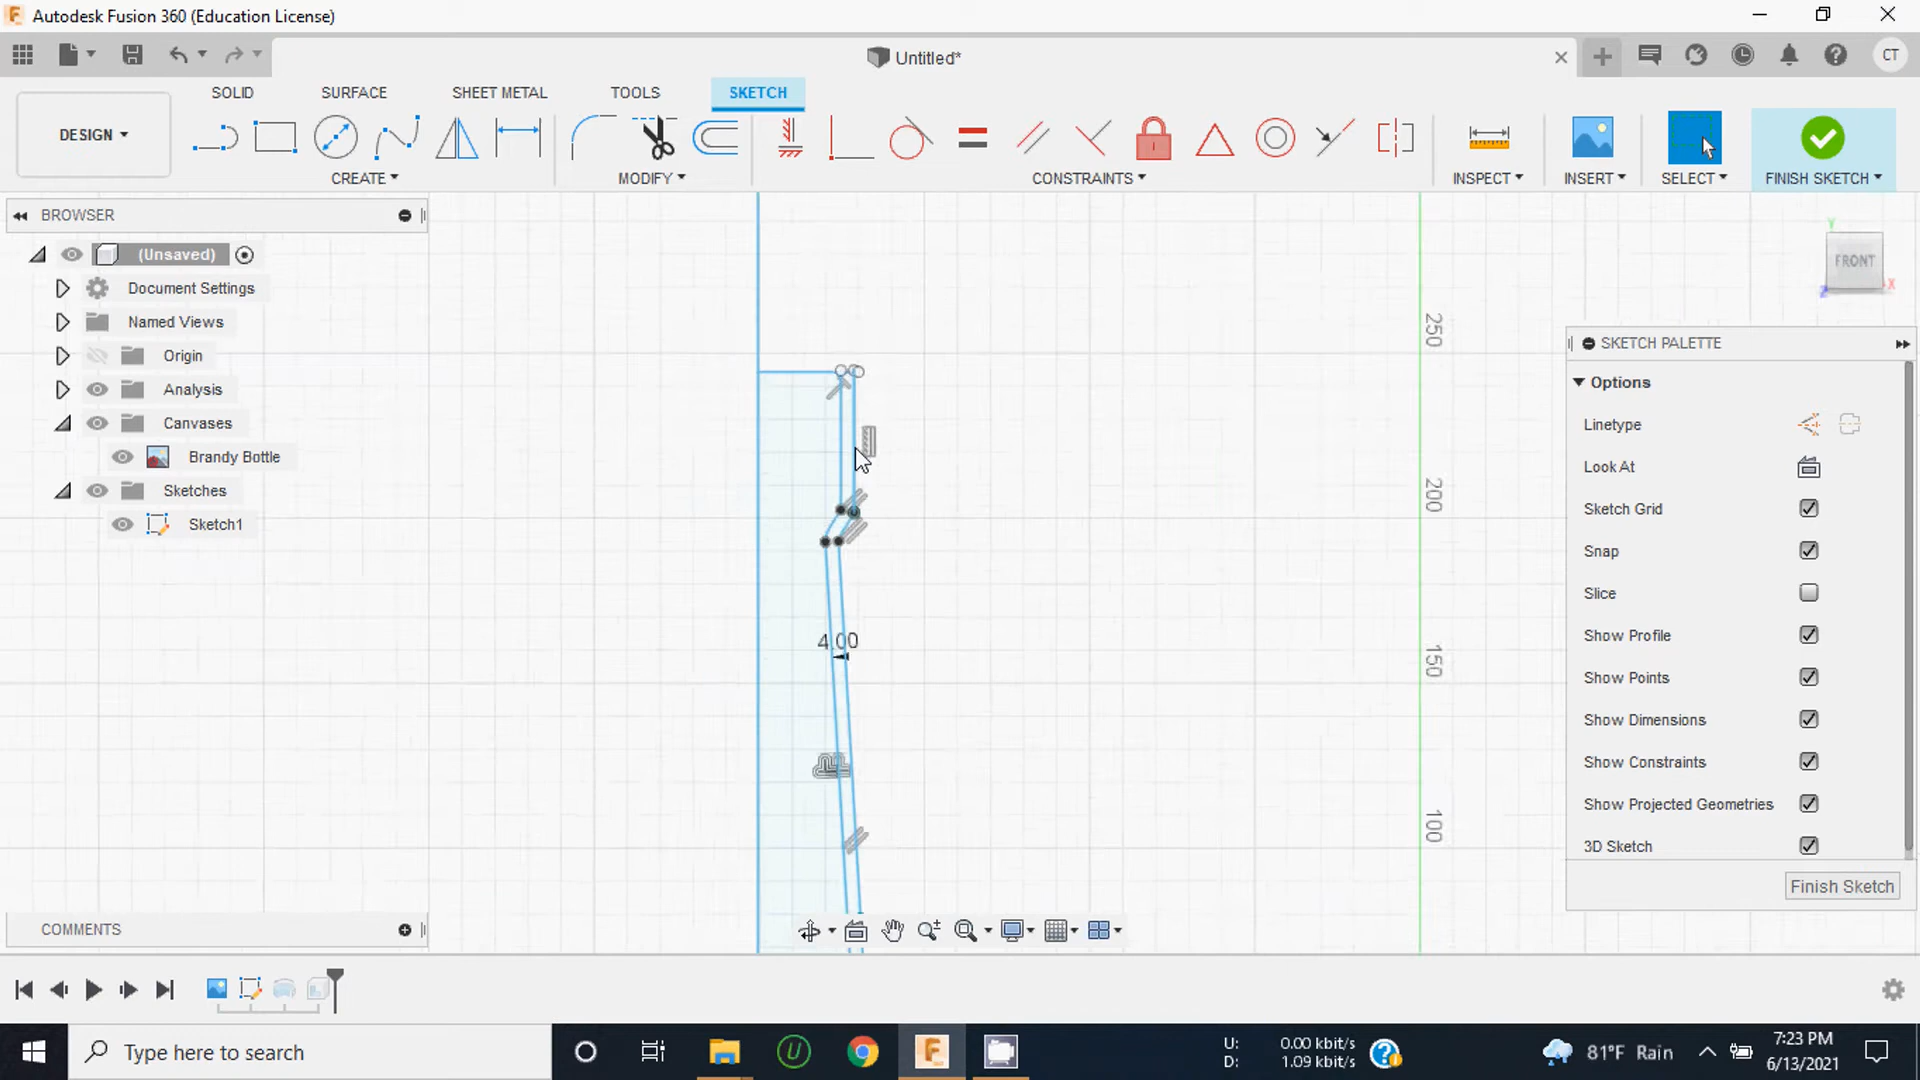 Autodesk Fusion 360 (Education License)
Untitled*
CT
DESIGN
SOLID
SURFACE
SHEET METAL
TOOLS
SKETCH
CREATE
MODIFY
CONSTRAINTS
INSPECT
INSERT
SELECT
FINISH SKETCH
BROWSER
(Unsaved)
Document Settings
Named Views
Origin
Analysis
Canvases
Brandy Bottle
Sketches
Sketch1
250
200
150
100
4.00
Y
FRONT
X
Z
SKETCH PALETTE
Options
Linetype
Look At
Sketch Grid
Snap
Slice
Show Profile
Show Points
Show Dimensions
Show Constraints
Show Projected Geometries
3D Sketch
Finish Sketch
COMMENTS
Type here to search
U: 0.00 kbit/s
D: 1.09 kbit/s
81°F Rain
7:23 PM
6/13/2021